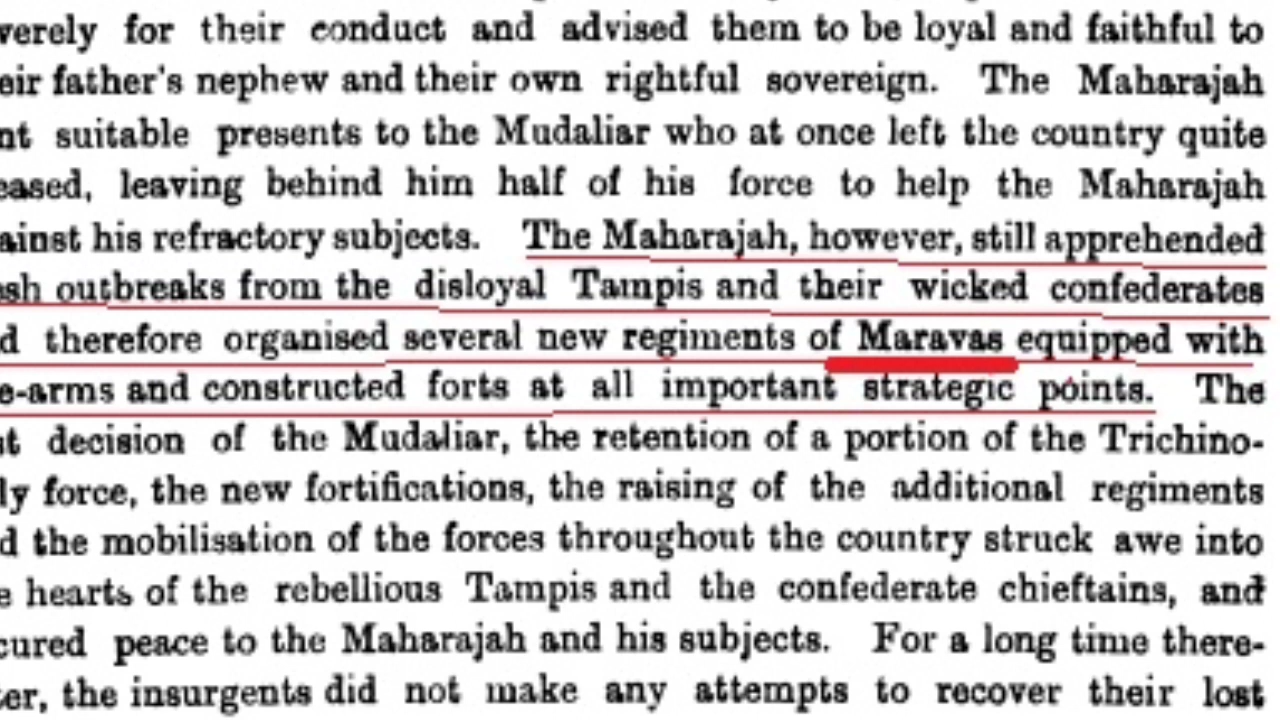 verely for their conduct and advised them to be loyal and faithful to
eir father's nephew and their own rightful sovereign. The Maharajah
nt suitable presents to the Mudaliar who at once left the country quite
eased, leaving behind him half of his force to help the Maharajah
ainst his refractory subjects. The Maharajah, however, still apprehended
esh outbreaks from the disloyal Tampis and their wicked confederates
d therefore organised several new regiments of Maravas equipped with
e-arms and constructed forts at all important strategic points. The
st decision of the Mudaliar, the retention of a portion of the Trichino-
ly force, the new fortifications, the raising of the additional regiments
d the mobilisation of the forces throughout the country struck awe into
e hearts of the rebellious Tampis and the confederate chieftains, and
cured peace to the Maharajah and his subjects. For a long time there-
ter, the insurgents did not make any attempts to recover their lost